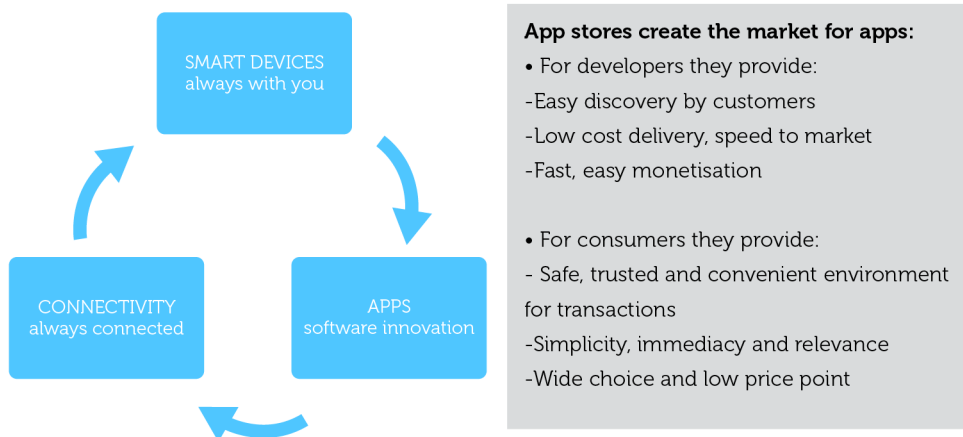 SMART DEVICES
always with you
CONNECTIVITY
always connected
APPS
software innovation
App stores create the market for apps:
• For developers they provide:
-Easy discovery by customers
-Low cost delivery, speed to market
-Fast, easy monetisation
• For consumers they provide:
- Safe, trusted and convenient environment
for transactions
-Simplicity, immediacy and relevance
-Wide choice and low price point